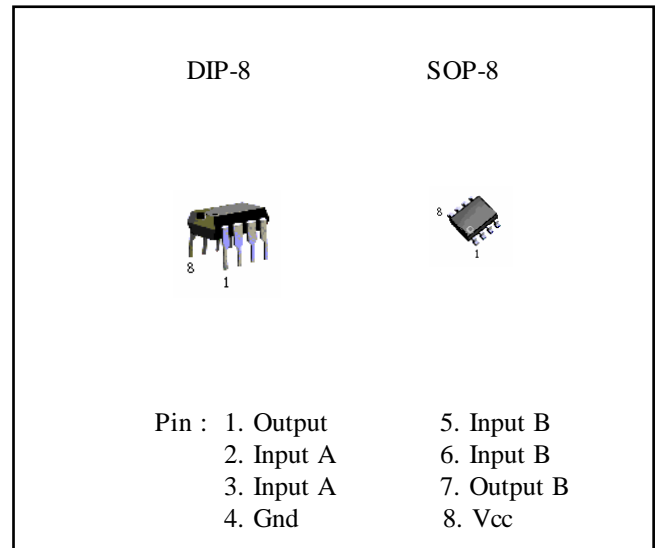 DIP-8 SOP-8
8
1
8
1
Pin : 1. Output 5. Input B
2. Input A 6. Input B
3. Input A 7. Output B
4. Gnd 8. Vcc